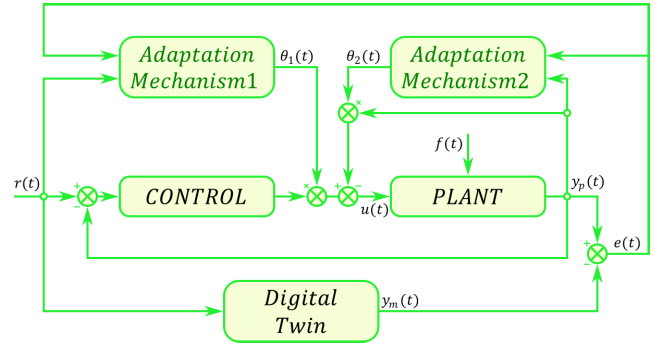 Adaptation
Mechanism1
θ₁(t)
θ₂(t)
Adaptation
Mechanism2
×
×
f(t)
r(t)
+
−
CONTROL
×
+
−
u(t)
PLANT
yₚ(t)
+
−
e(t)
Digital
Twin
yₘ(t)